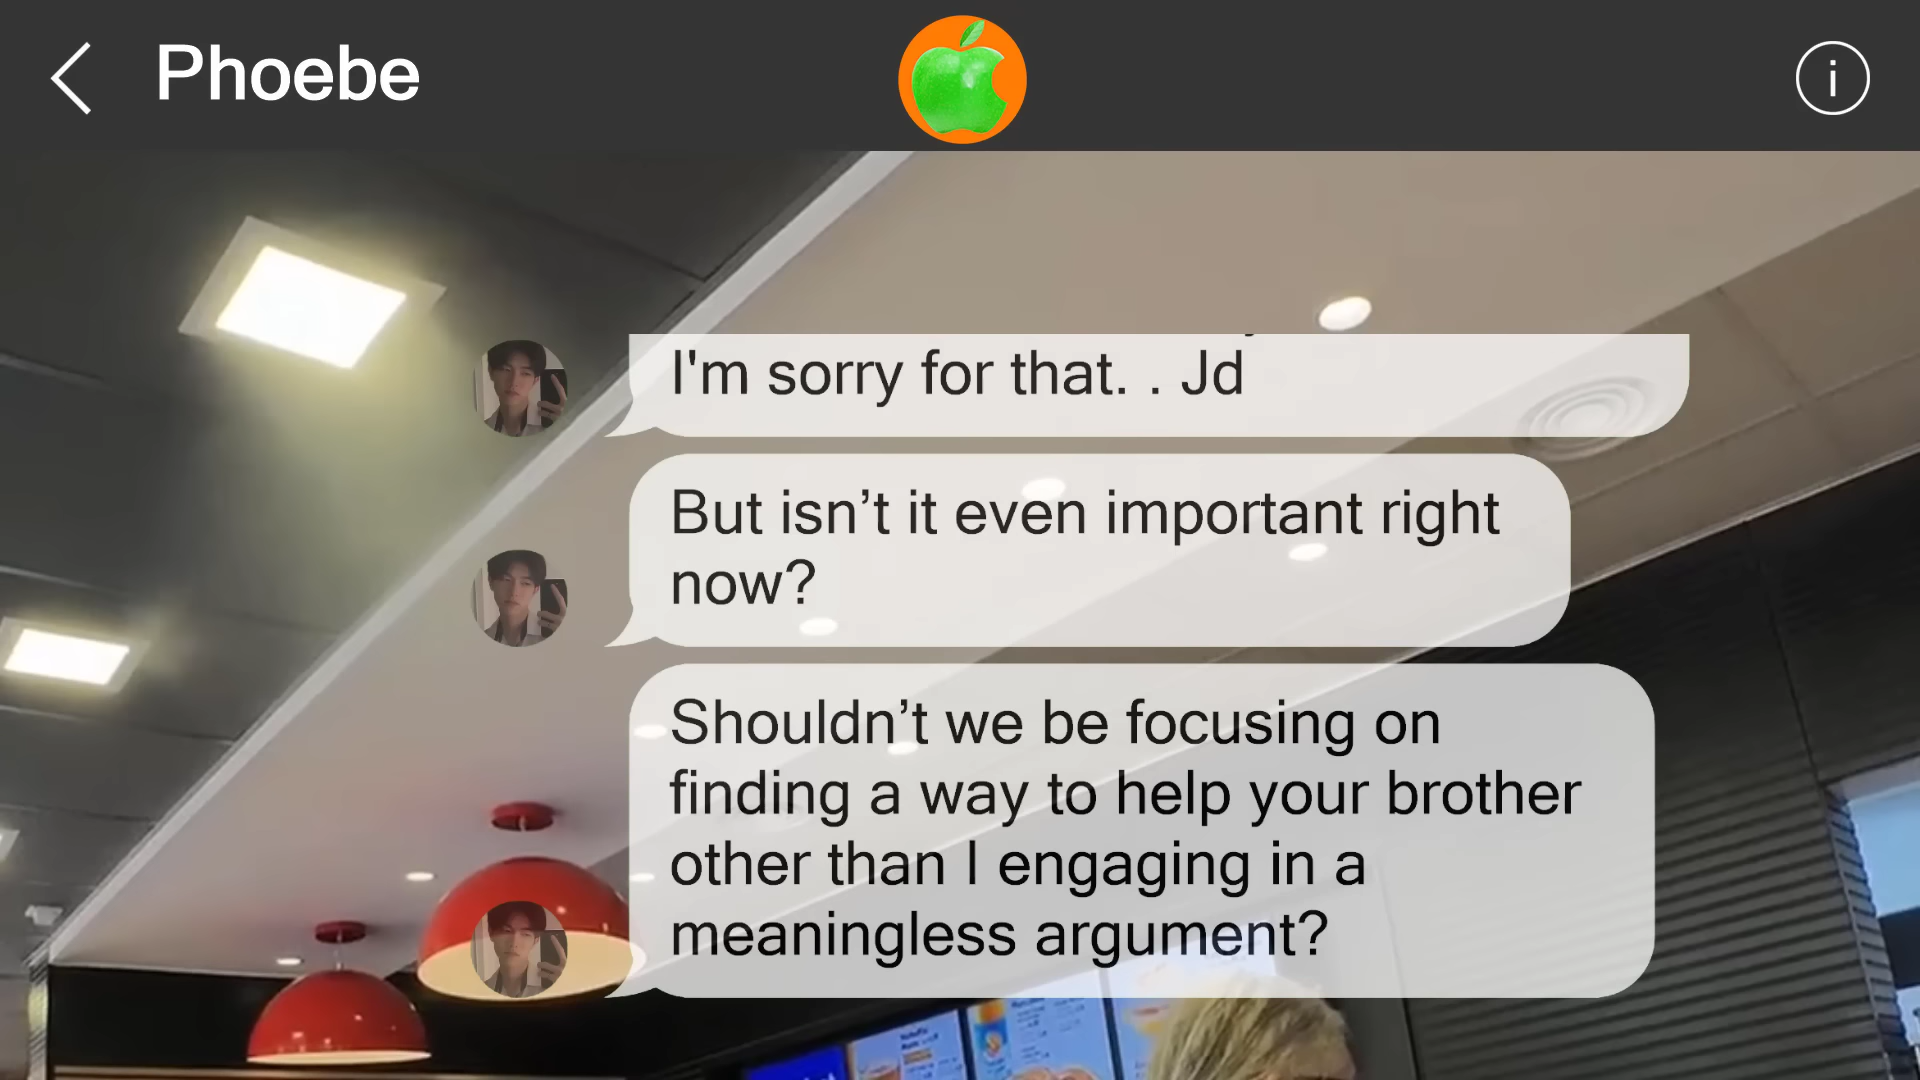 Phoebe
I'm sorry for that. . Jd
But isn’t it even important right
now?
Shouldn’t we be focusing on
finding a way to help your brother
other than I engaging in a
meaningless argument?